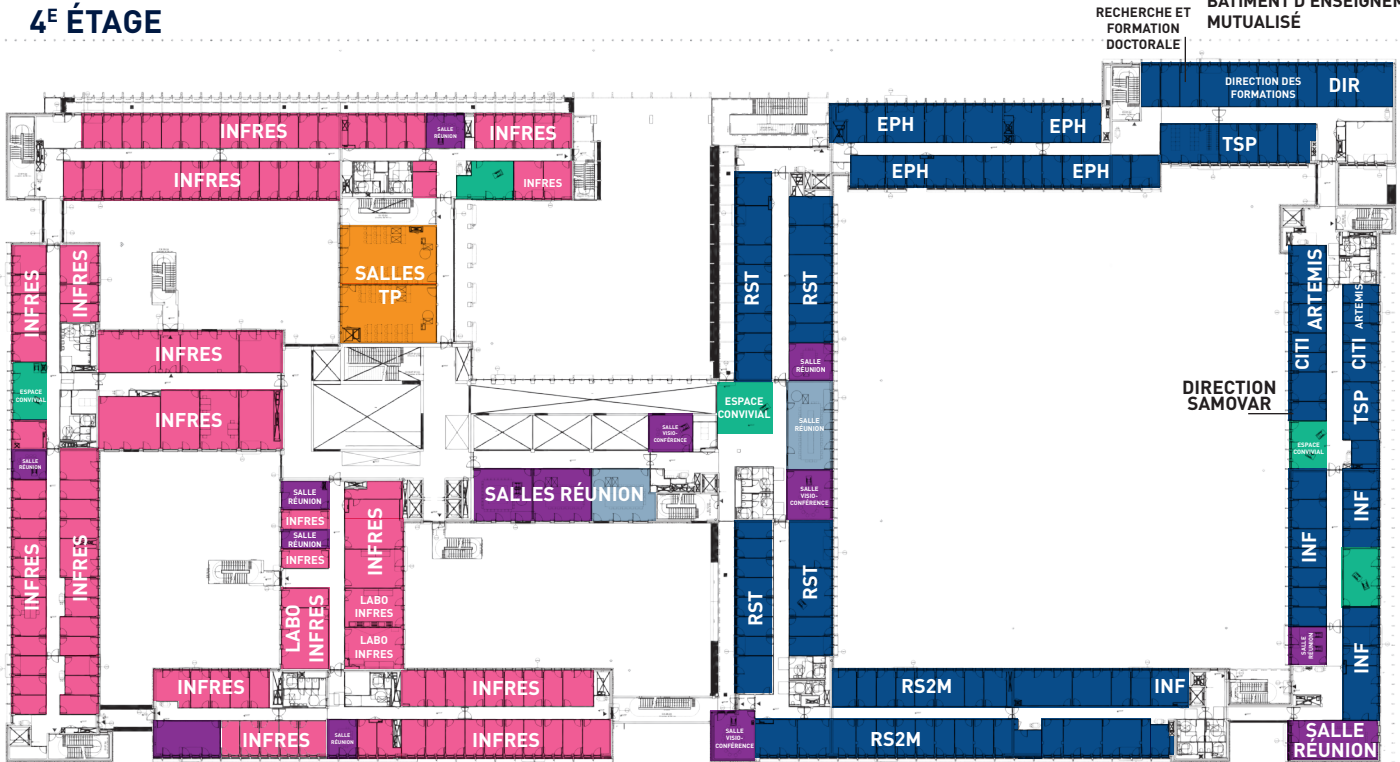 4E ÉTAGE
RECHERCHE ET
FORMATION
DOCTORALE
BÂTIMENT D'ENSEIGNEM
MUTUALISÉ
DIRECTION DES
FORMATIONS
DIR
TSP
EPH
EPH
EPH
EPH
INFRES
SALLE
RÉUNION
INFRES
INFRES
INFRES
SALLES
TP
INFRES
INFRES
ESPACE
CONVIVIAL
SALLE
RÉUNION
INFRES
INFRES
INFRES
INFRES
SALLE
RÉUNION
INFRES
SALLE
RÉUNION
INFRES
LABO
INFRES
INFRES
LABO
INFRES
LABO
INFRES
INFRES
INFRES
INFRES
SALLE
RÉUNION
INFRES
SALLES RÉUNION
SALLE
VISIO-
CONFÉRENCE
ESPACE
CONVIVIAL
RST
RST
SALLE
RÉUNION
SALLE
RÉUNION
SALLE
VISIO-
CONFÉRENCE
RST
RST
SALLE
VISIO-
CONFÉRENCE
RS2M
INF
RS2M
DIRECTION
SAMOVAR
ARTEMIS
CITI
ARTEMIS
CITI
TSP
ESPACE
CONVIVIAL
INF
INF
SALLE
RÉUNION
INF
SALLE
RÉUNION